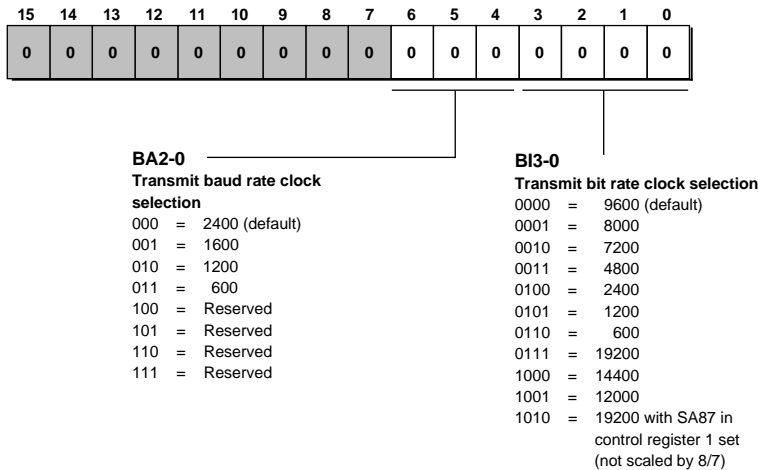 15 14 13 12 11 10 9 8 7 6 5 4 3 2 1 0
0 0 0 0 0 0 0 0 0 0 0 0 0 0 0 0
BA2-0
Transmit baud rate clock
selection
000 = 2400 (default)
001 = 1600
010 = 1200
011 = 600
100 = Reserved
101 = Reserved
110 = Reserved
111 = Reserved
BI3-0
Transmit bit rate clock selection
0000 = 9600 (default)
0001 = 8000
0010 = 7200
0011 = 4800
0100 = 2400
0101 = 1200
0110 = 600
0111 = 19200
1000 = 14400
1001 = 12000
1010 = 19200 with SA87 in
control register 1 set
(not scaled by 8/7)